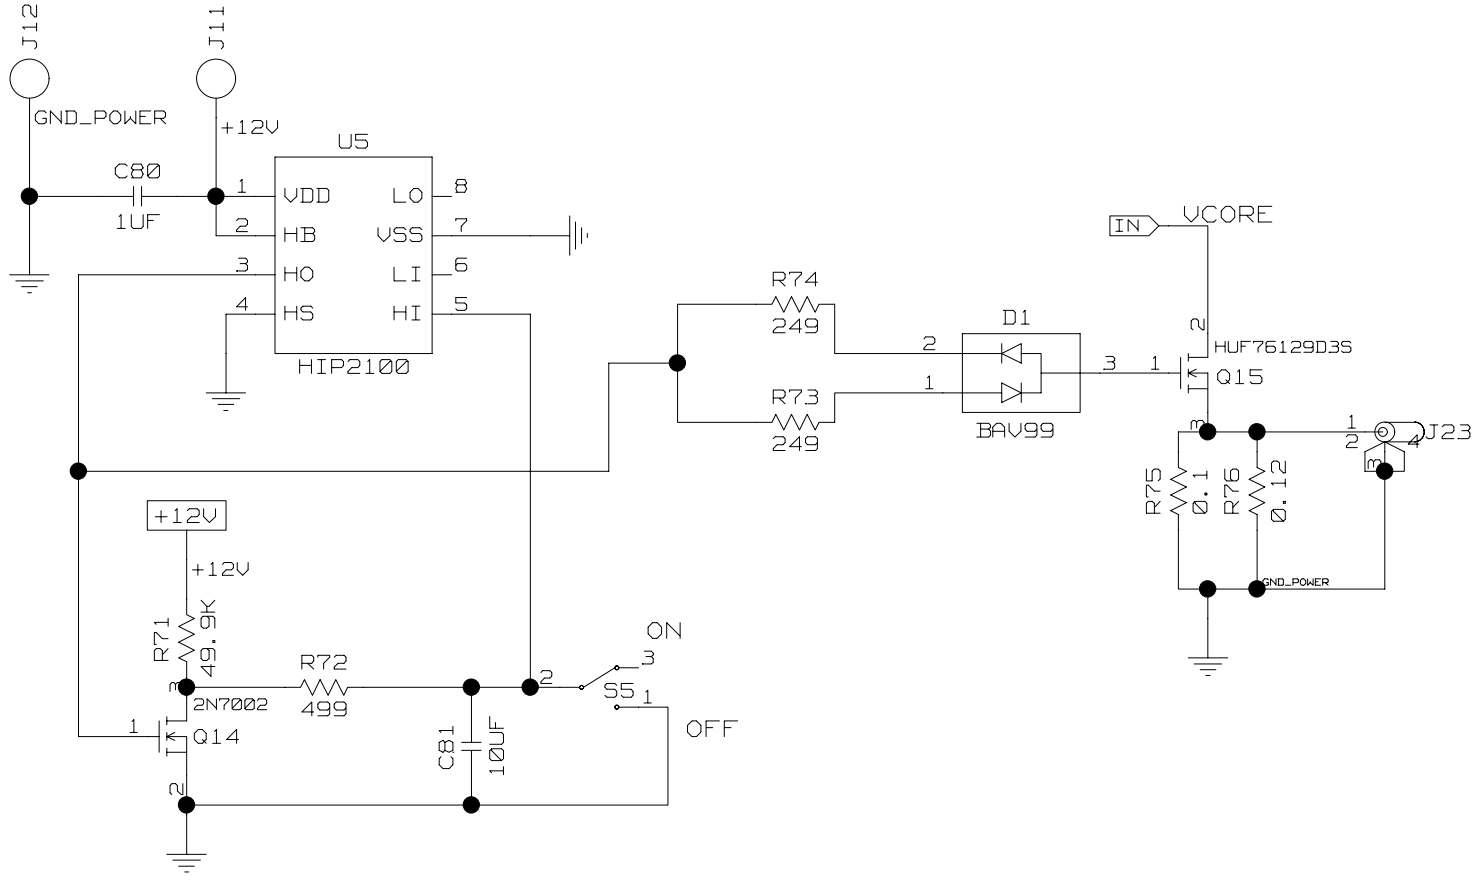 J12
J11
GND_POWER
+12V
U5
C80
1UF
1
VDD
LO
8
2
HB
VSS
7
3
HO
LI
6
4
HS
HI
5
HIP2100
IN
VCORE
R74
249
R73
249
D1
2
1
3
BAV99
2
HUF76129D3S
1
Q15
3
1
2
4
J23
3
R75
0.1
R76
0.12
GND_POWER
+12V
+12V
R71
49.9K
3
2N7002
1
Q14
2
R72
499
C81
10UF
2
ON
3
S5
1
OFF